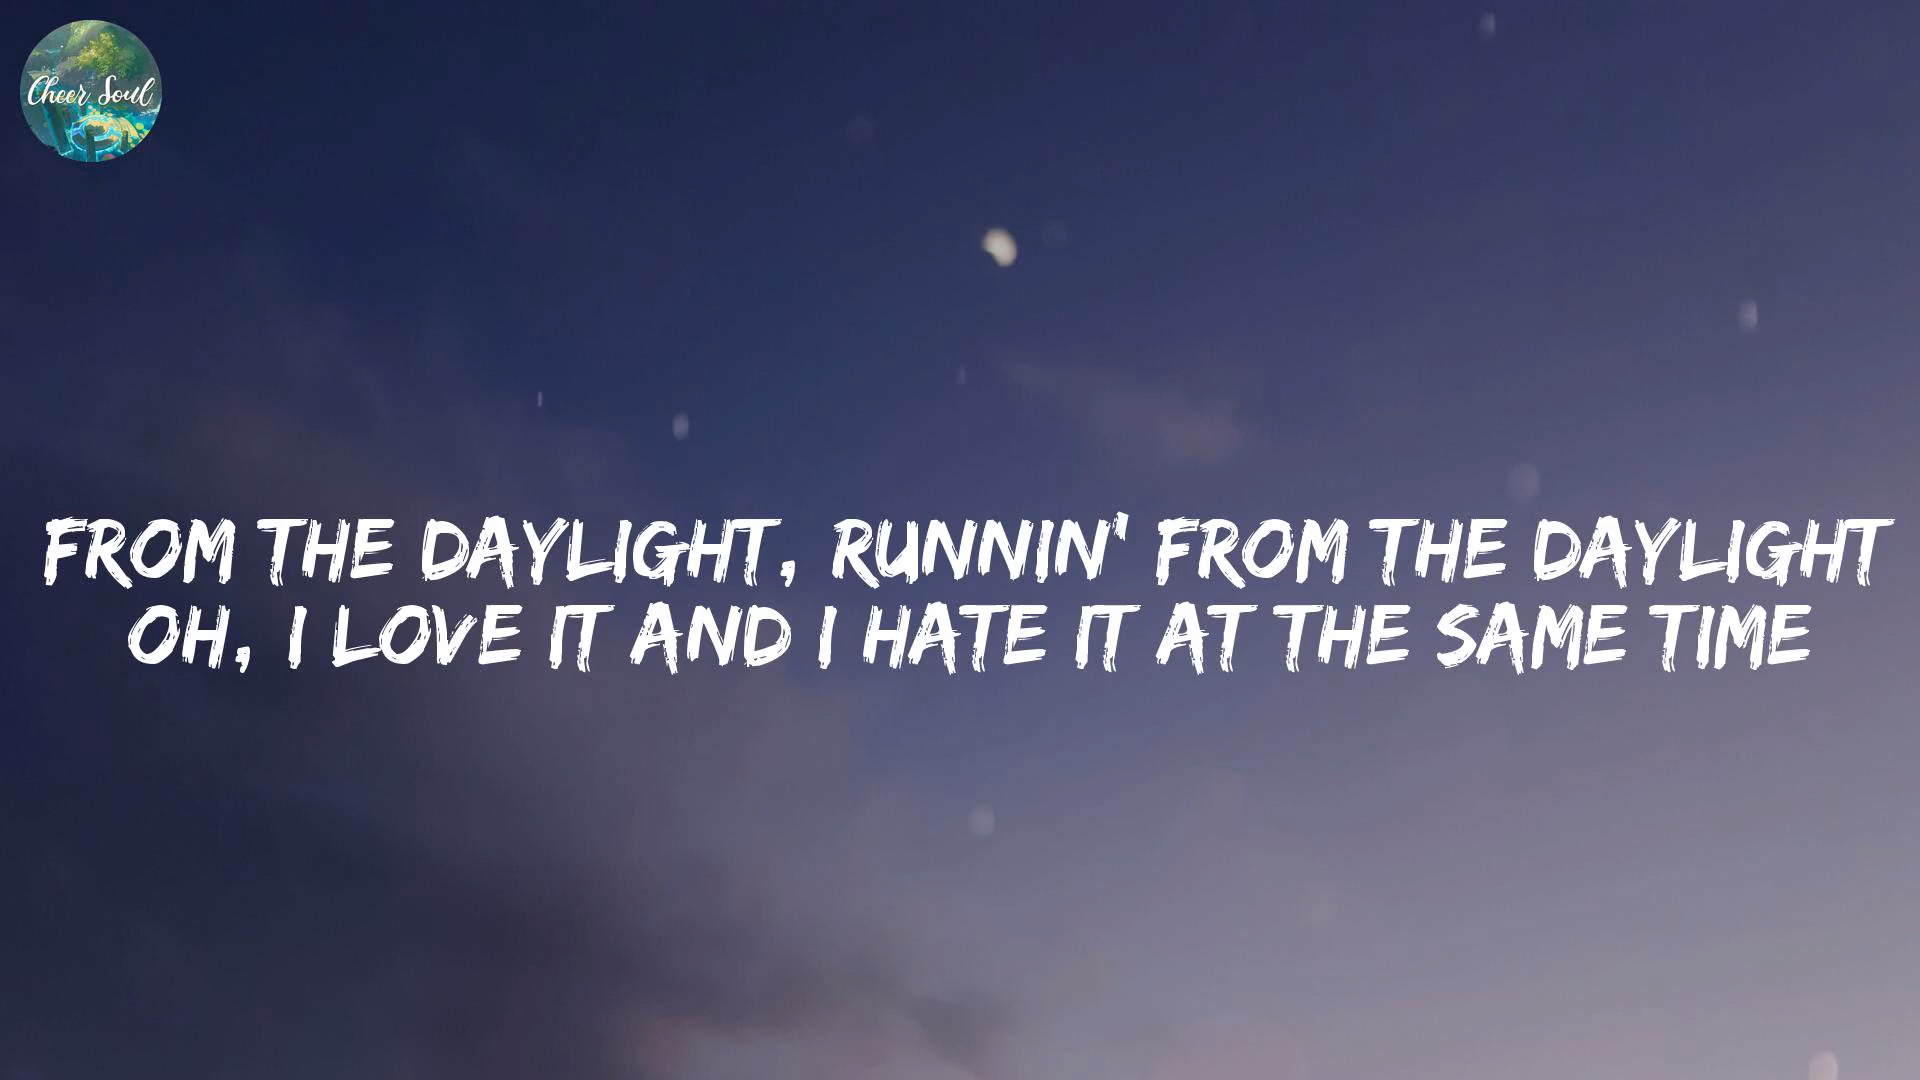 Cheer Soul
FROM THE DAYLIGHT, RUNNIN' FROM THE DAYLIGHT
OH, I LOVE IT AND I HATE IT AT THE SAME TIME